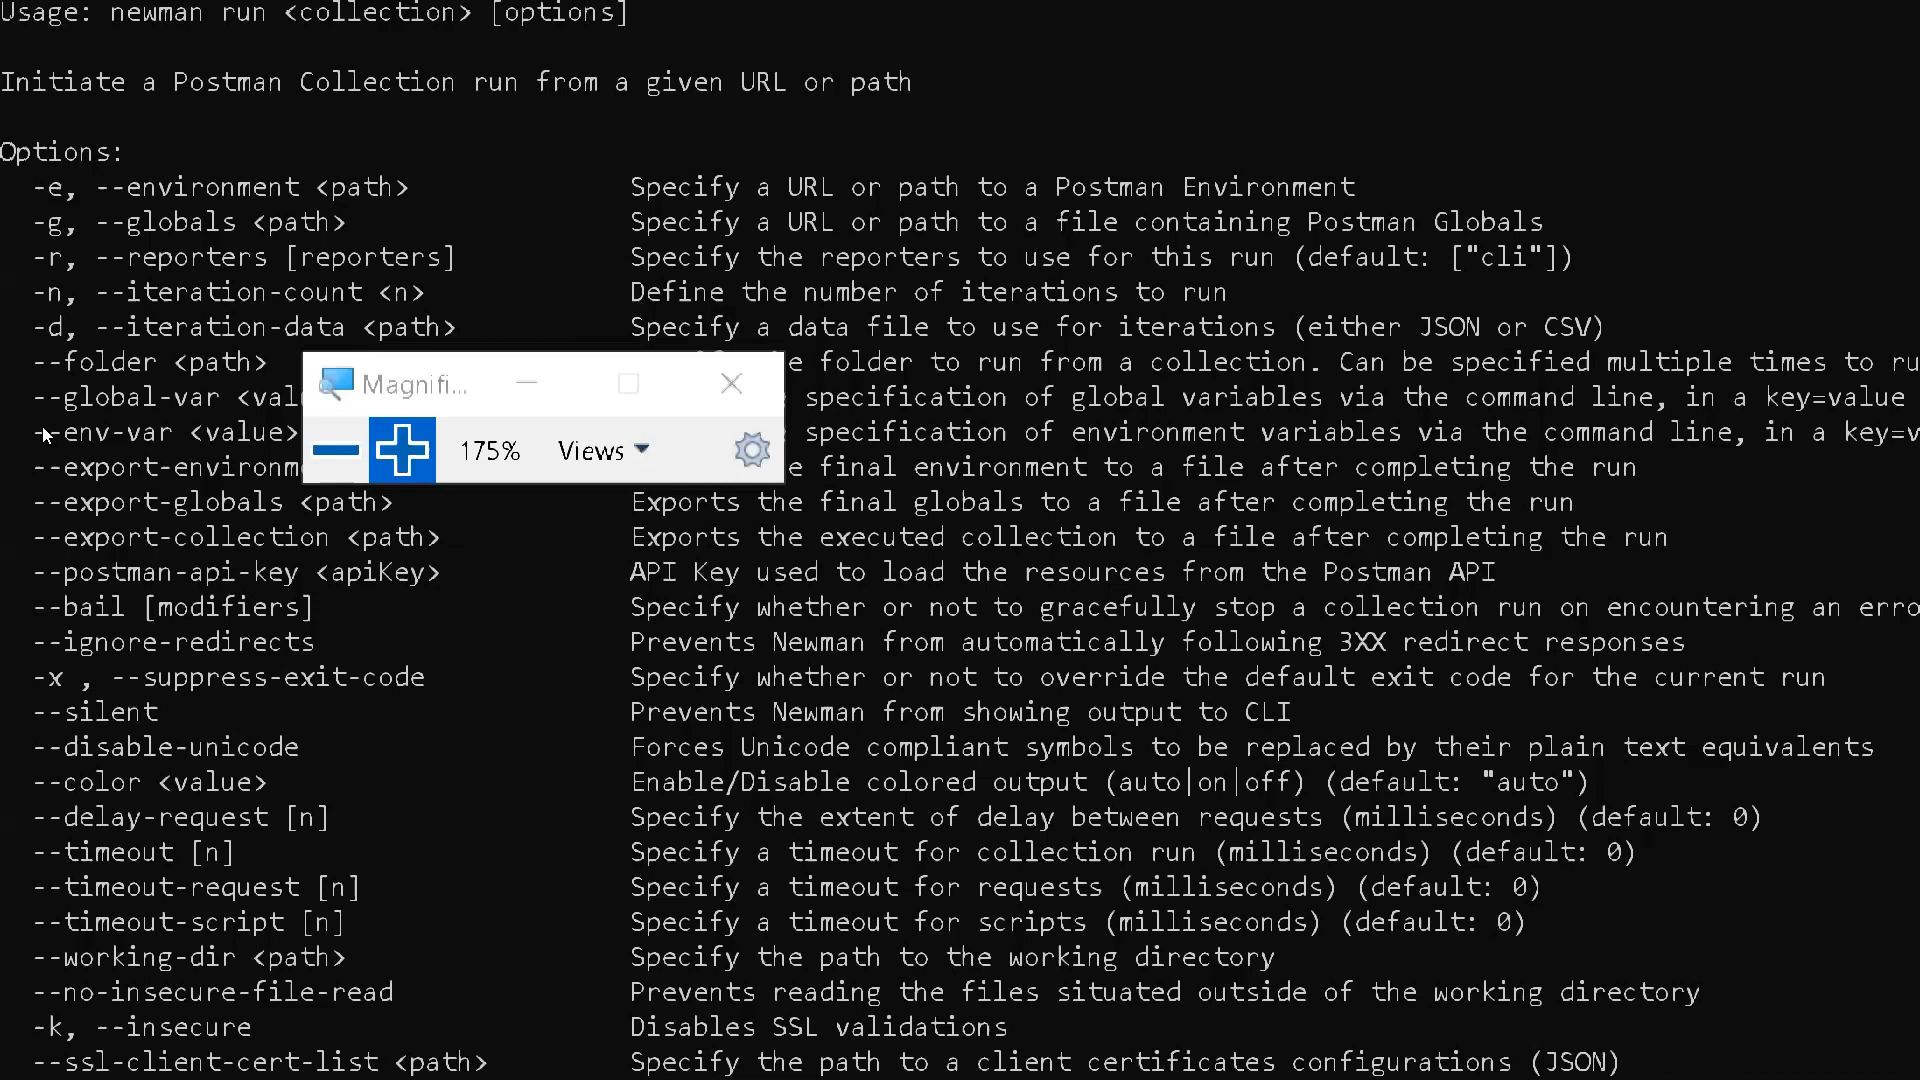 Usage: newman run <collection> [options]
Initiate a Postman Collection run from a given URL or path
Options:
-e, --environment <path> Specify a URL or path to a Postman Environment
-g, --globals <path> Specify a URL or path to a file containing Postman Globals
-r, --reporters [reporters] Specify the reporters to use for this run (default: ["cli"])
-n, --iteration-count <n> Define the number of iterations to run
-d, --iteration-data <path> Specify a data file to use for iterations (either JSON or CSV)
--folder <path> folder to run from a collection. Can be specified multiple times to ru
Magnifi...
--global-var <val specification of global variables via the command line, in a key=value
--env-var <value> specification of environment variables via the command line, in a key=v
175% Views
--export-environm final environment to a file after completing the run
--export-globals <path> Exports the final globals to a file after completing the run
--export-collection <path> Exports the executed collection to a file after completing the run
--postman-api-key <apiKey> API Key used to load the resources from the Postman API
--bail [modifiers] Specify whether or not to gracefully stop a collection run on encountering an erro
--ignore-redirects Prevents Newman from automatically following 3XX redirect responses
-x , --suppress-exit-code Specify whether or not to override the default exit code for the current run
--silent Prevents Newman from showing output to CLI
--disable-unicode Forces Unicode compliant symbols to be replaced by their plain text equivalents
--color <value> Enable/Disable colored output (auto|on|off) (default: "auto")
--delay-request [n] Specify the extent of delay between requests (milliseconds) (default: 0)
--timeout [n] Specify a timeout for collection run (milliseconds) (default: 0)
--timeout-request [n] Specify a timeout for requests (milliseconds) (default: 0)
--timeout-script [n] Specify a timeout for scripts (milliseconds) (default: 0)
--working-dir <path> Specify the path to the working directory
--no-insecure-file-read Prevents reading the files situated outside of the working directory
-k, --insecure Disables SSL validations
--ssl-client-cert-list <path> Specify the path to a client certificates configurations (JSON)